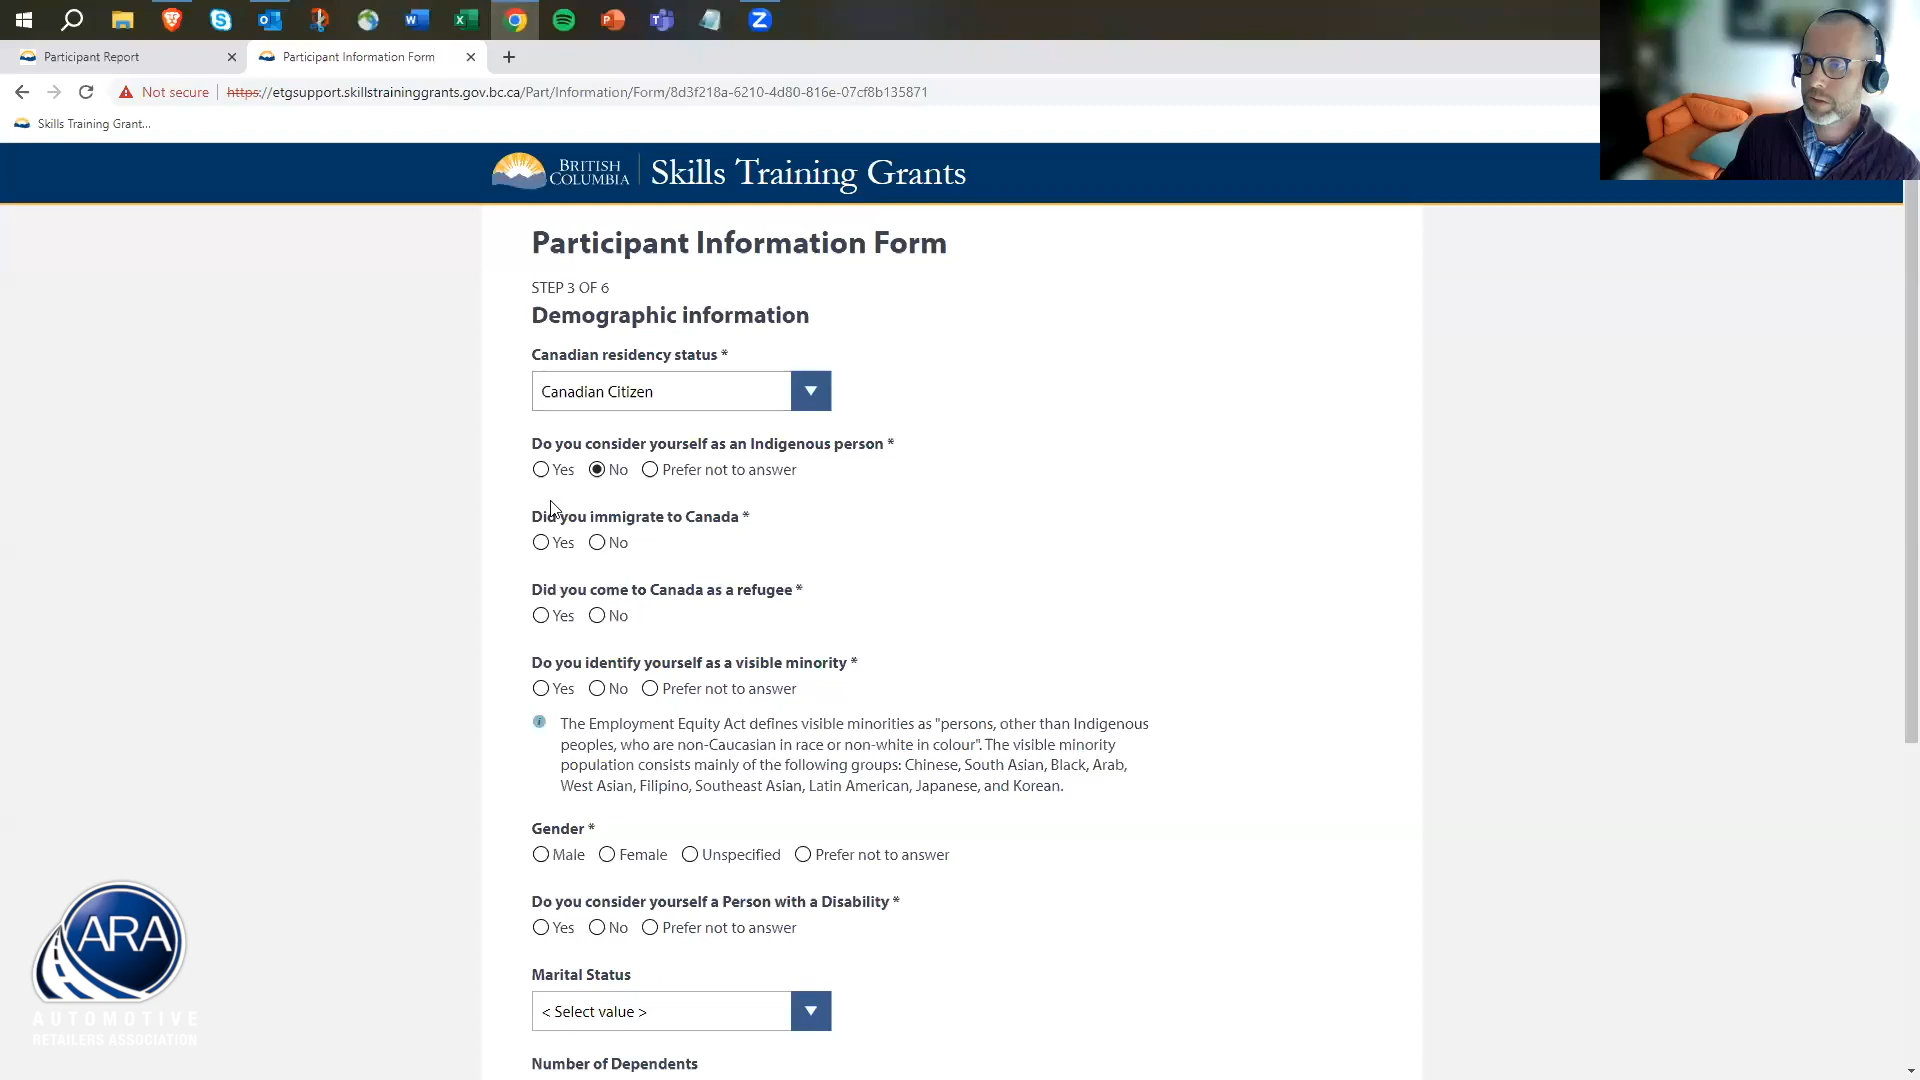 Participant Report
Participant Information Form
Not secure
https://etgsupport.skillstraininggrants.gov.bc.ca/Part/Information/Form/8d3f218a-6210-4d80-816e-07cf8b135871
Skills Training Grant...
BRITISH
COLUMBIA
Skills Training Grants
Participant Information Form
STEP 3 OF 6
Demographic information
Canadian residency status *
Canadian Citizen
Do you consider yourself as an Indigenous person *
Yes No Prefer not to answer
Did you immigrate to Canada *
Yes No
Did you come to Canada as a refugee *
Yes No
Do you identify yourself as a visible minority *
Yes No Prefer not to answer
The Employment Equity Act defines visible minorities as "persons, other than Indigenous
peoples, who are non-Caucasian in race or non-white in colour". The visible minority
population consists mainly of the following groups: Chinese, South Asian, Black, Arab,
West Asian, Filipino, Southeast Asian, Latin American, Japanese, and Korean.
Gender *
Male Female Unspecified Prefer not to answer
Do you consider yourself a Person with a Disability *
Yes No Prefer not to answer
Marital Status
< Select value >
Number of Dependents
ARA
AUTOMOTIVE
RETAILERS ASSOCIATION